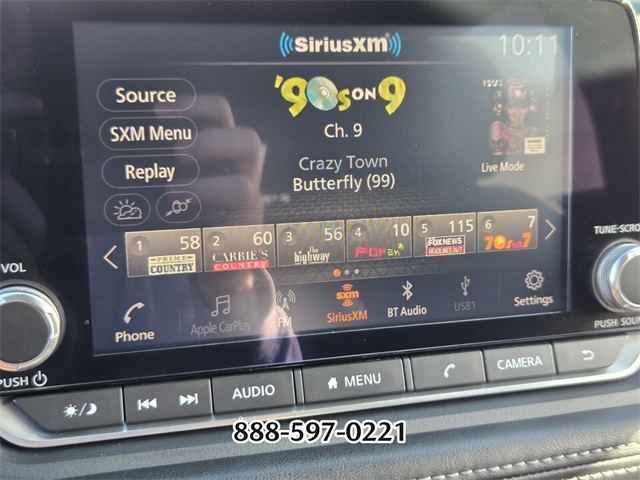 SiriusXM
10:11
Source
SXM Menu
Replay
'90s ON 9
Ch. 9
Crazy Town
Butterfly (99)
Live Mode
1 58 PRIME COUNTRY
2 60 CARRIE'S COUNTRY
3 56 the highway
4 10 POP2K
5 115 FOX NEWS HEADLINES 24/7
6 7 70s on 7
Phone
Apple CarPlay
FM
sxm
SiriusXM
BT Audio
USB1
Settings
VOL
PUSH
TUNE-SCROLL
PUSH SOUN
AUDIO
MENU
CAMERA
888-597-0221